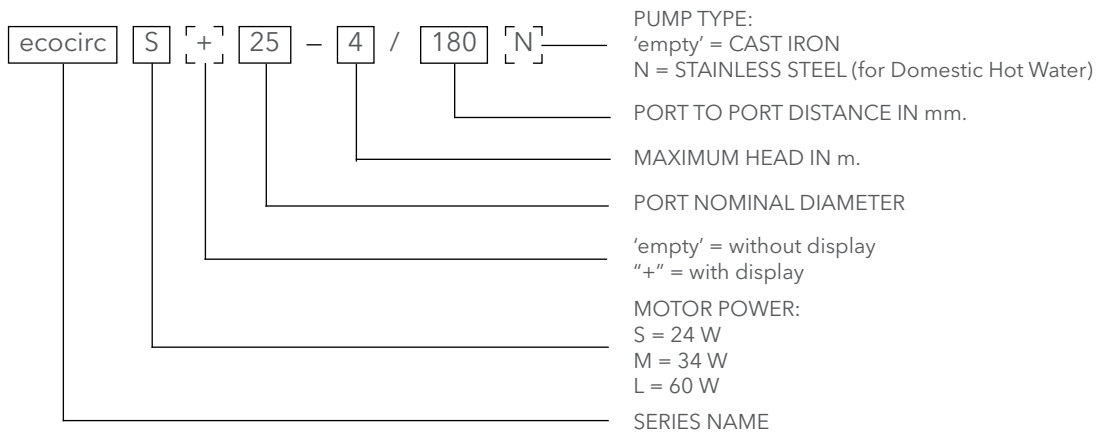 ecocirc S + 25 – 4 / 180 N
PUMP TYPE:
‘empty’ = CAST IRON
N = STAINLESS STEEL (for Domestic Hot Water)
PORT TO PORT DISTANCE IN mm.
MAXIMUM HEAD IN m.
PORT NOMINAL DIAMETER
‘empty’ = without display
“+” = with display
MOTOR POWER:
S = 24 W
M = 34 W
L = 60 W
SERIES NAME